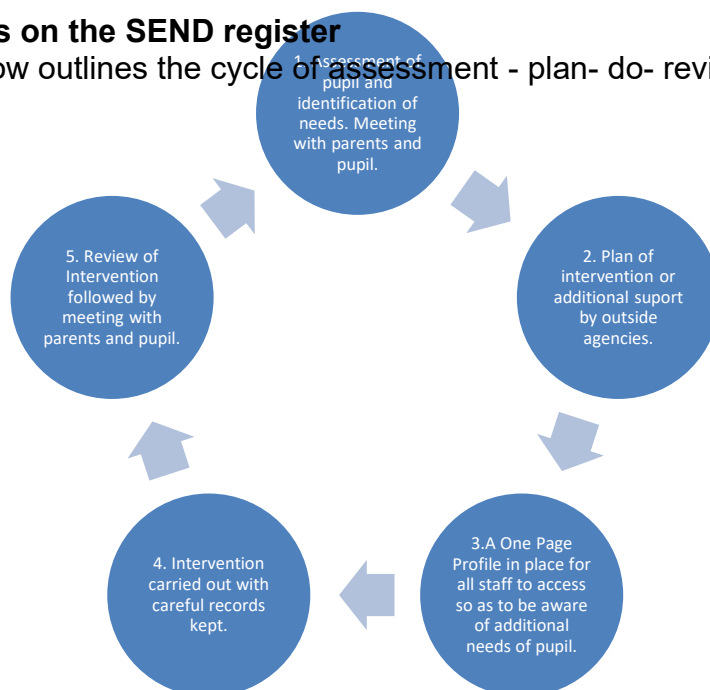 s on the SEND register
ow outlines the cycle of assessment - plan- do- revi
1. Assessment of
pupil and
identification of
needs. Meeting
with parents and
pupil.
2. Plan of
intervention or
additional suport
by outside
agencies.
3.A One Page
Profile in place for
all staff to access
so as to be aware
of additional
needs of pupil.
4. Intervention
carried out with
careful records
kept.
5. Review of
Intervention
followed by
meeting with
parents and pupil.